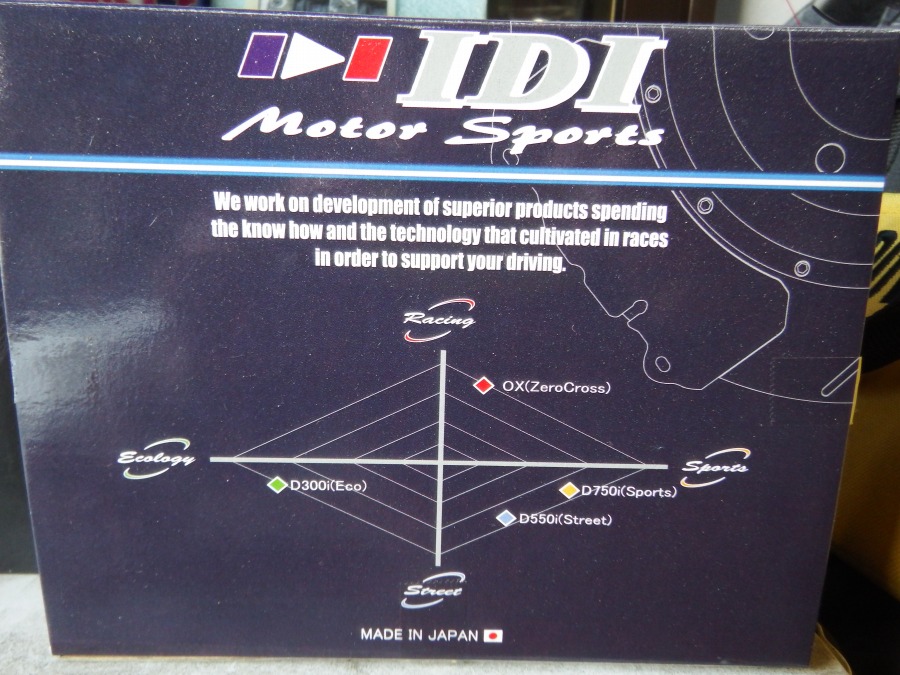 IDI
Motor Sports
We work on development of superior products spending
the know how and the technology that cultivated in races
in order to support your driving.
Racing
OX(ZeroCross)
Ecology
Sports
D300i(Eco)
D750i(Sports)
D550i(Street)
Street
MADE IN JAPAN